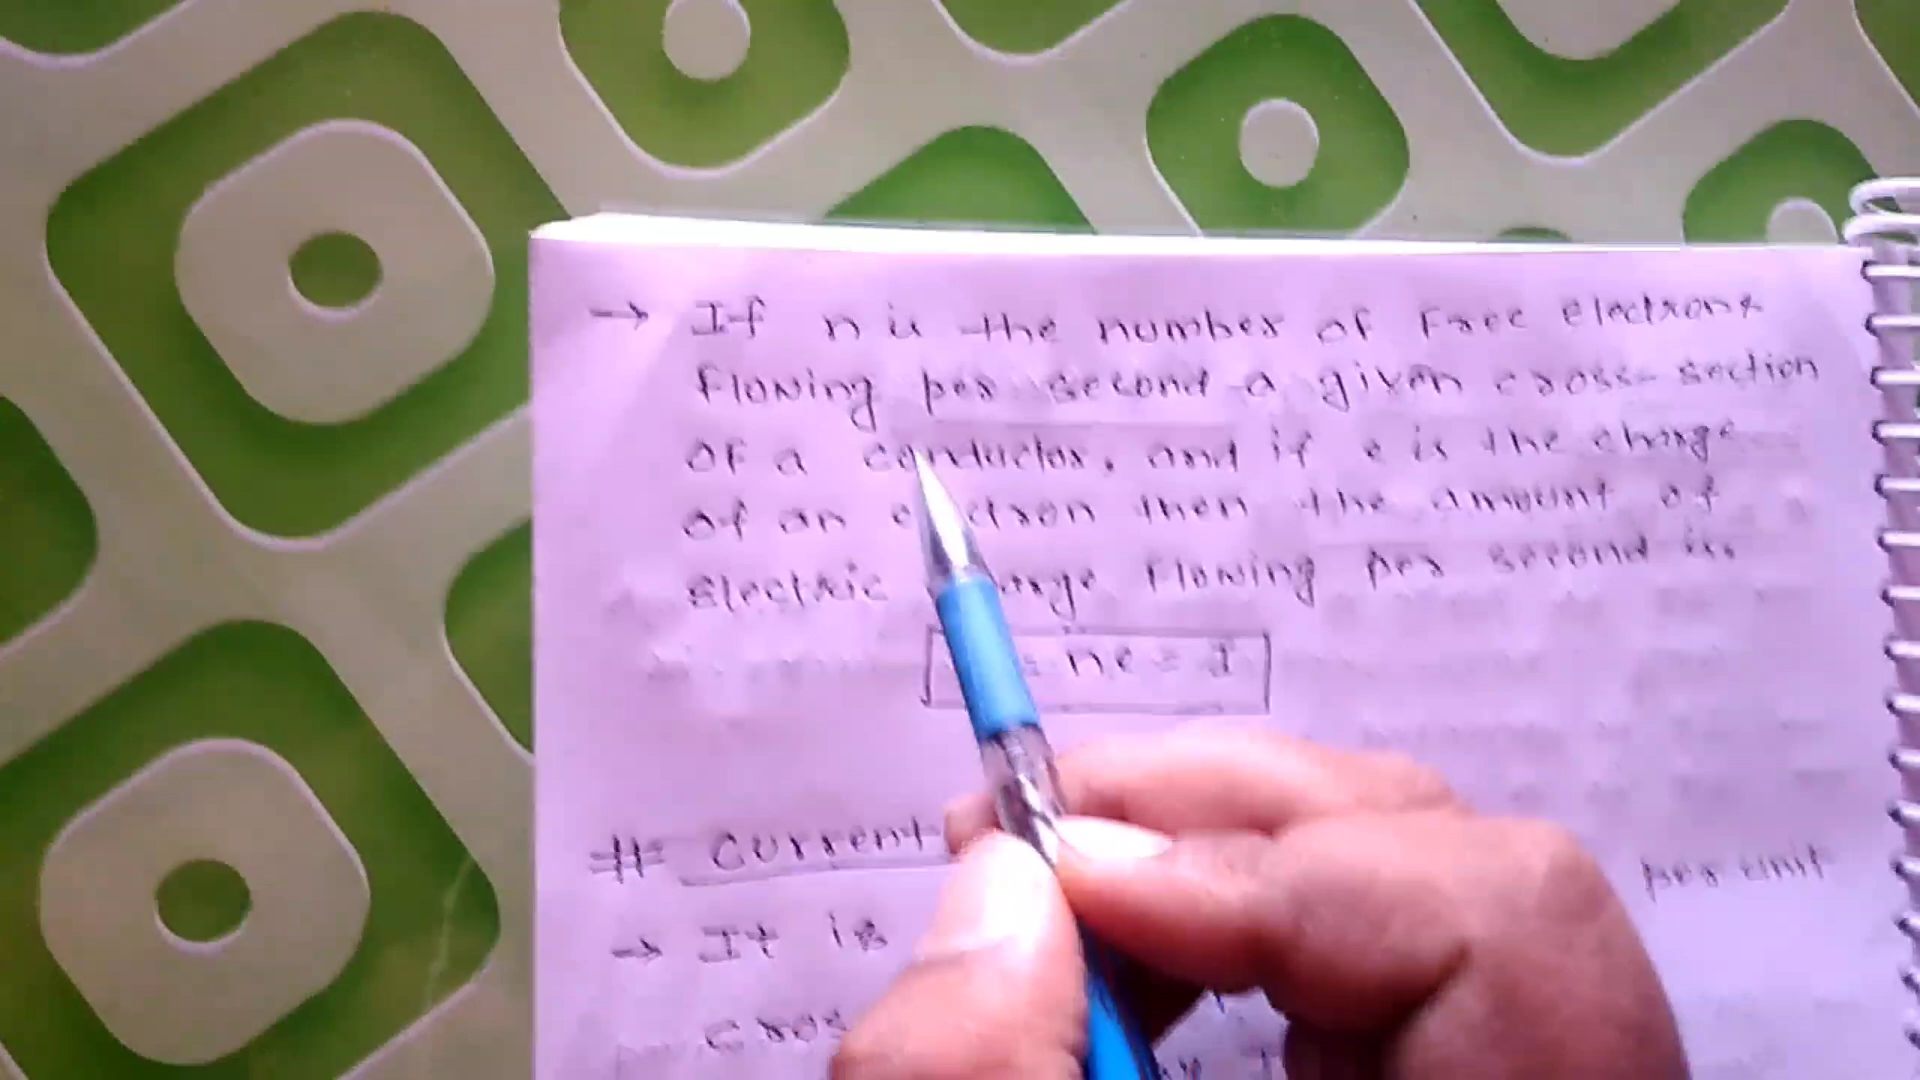 → If n is the number of Free electrons
Flowing per second a given cross-section
of a conductor, and if e is the charge
of an electron then the amount of
Electric charge Flowing per second is.
= ne = I
# Current per unit
→ It is